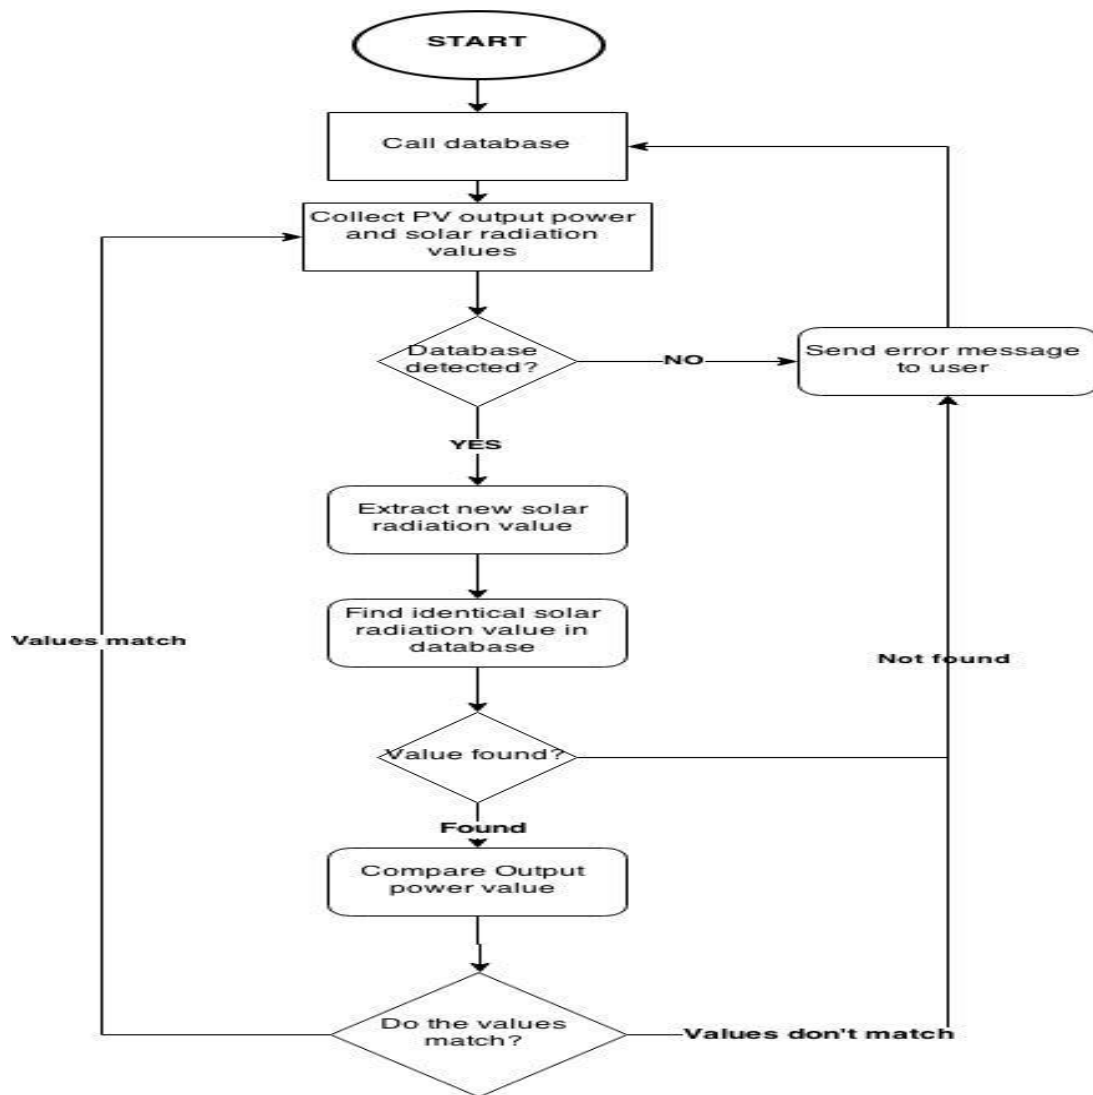 START
Call database
Collect PV output power
and solar radiation
values
Database
detected?
NO
Send error message
to user
YES
Extract new solar
radiation value
Find identical solar
radiation value in
database
Values match
Not found
Value found?
Found
Compare Output
power value
Do the values
match?
Values don't match